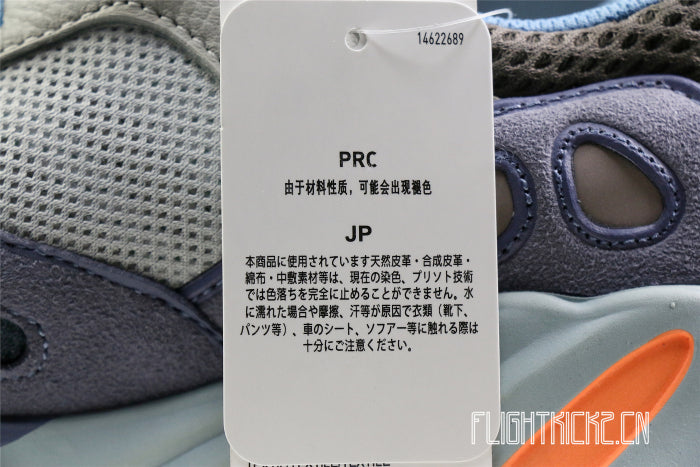 14622689
PRC
由于材料性质，可能会出现褪色
JP
本商品に使用されています天然皮革・合成皮革・
綿布・中敷素材等は、現在の染色、プリソト技術
では色落ちを完全に止めることができません。水
に濡れた場合や摩擦、汗等が原因で衣類（靴下、
パンツ等）、車のシート、ソファー等に触れる際は
十分にご注意ください。
FLIGHTKICKZ.CN